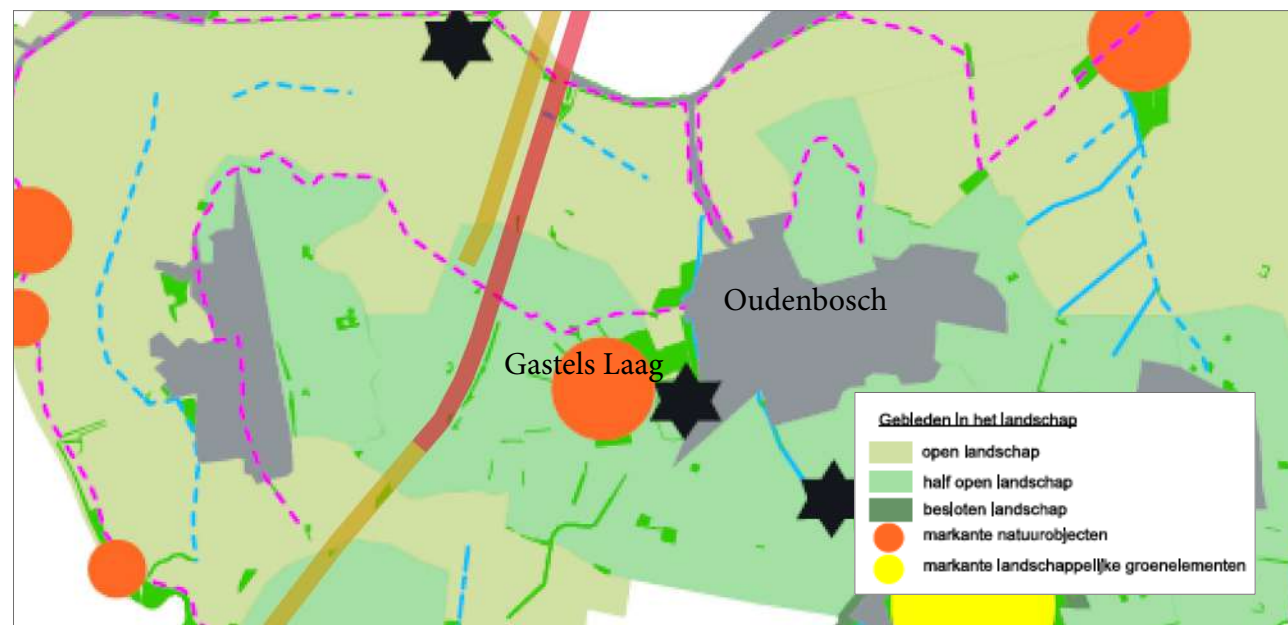 Oudenbosch
Gastels Laag
Gebieden in het landschap
open landschap
half open landschap
besloten landschap
markante natuurobjecten
markante landschappelijke groenelementen